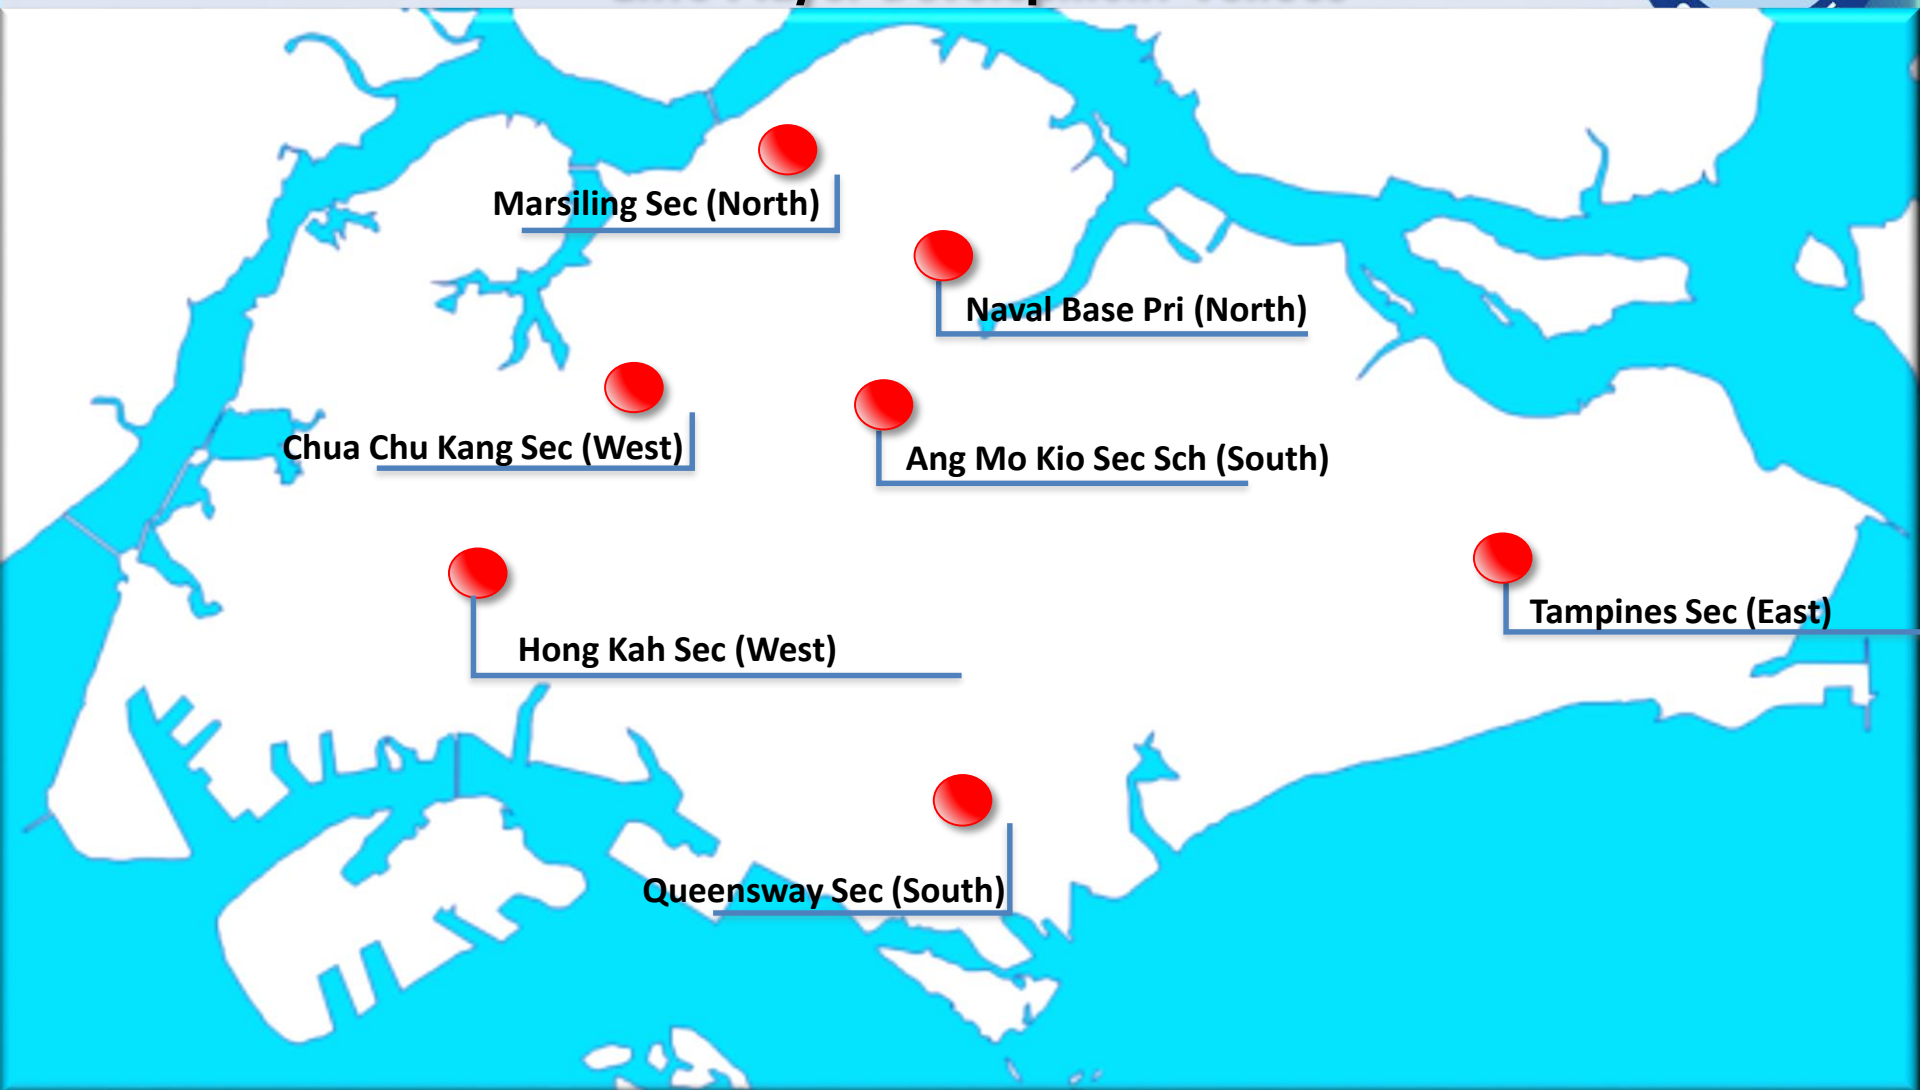 Marsiling Sec (North)
Naval Base Pri (North)
Chua Chu Kang Sec (West)
Ang Mo Kio Sec Sch (South)
Tampines Sec (East)
Hong Kah Sec (West)
Queensway Sec (South)